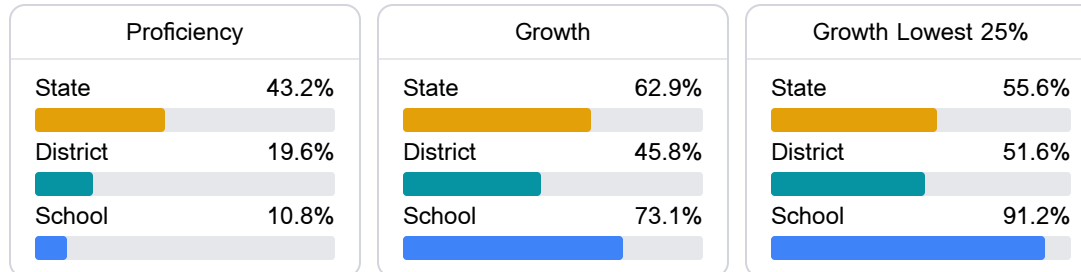 Proficiency
State 43.2%
District 19.6%
School 10.8%
Growth
State 62.9%
District 45.8%
School 73.1%
Growth Lowest 25%
State 55.6%
District 51.6%
School 91.2%